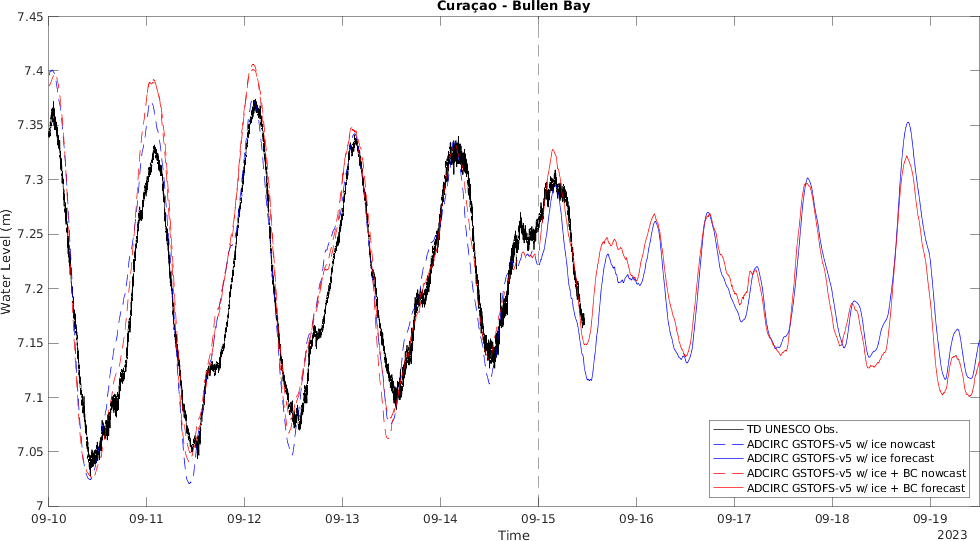 Curaçao - Bullen Bay
7.45
7.4
7.35
7.3
7.25
7.2
7.15
7.1
7.05
7
Water Level (m)
09-10 09-11 09-12 09-13 09-14 09-15 09-16 09-17 09-18 09-19
Time
2023
TD UNESCO Obs.
ADCIRC GSTOFS-v5 w/ ice nowcast
ADCIRC GSTOFS-v5 w/ ice forecast
ADCIRC GSTOFS-v5 w/ ice + BC nowcast
ADCIRC GSTOFS-v5 w/ ice + BC forecast